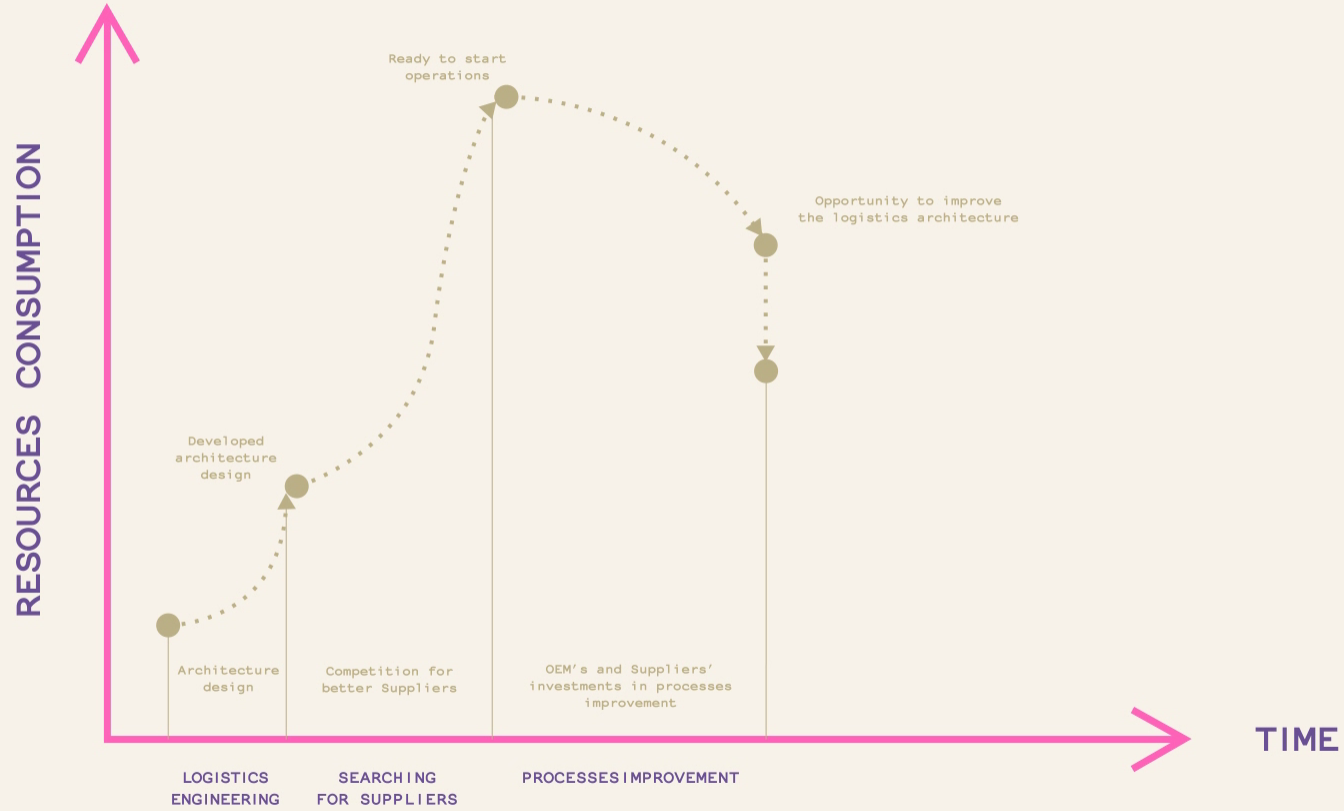 Ready to start
operations
Opportunity to improve
the logistics architecture
RESOURCES CONSUMPTION
Developed
architecture
design
Architecture
design
Competition for
better Suppliers
OEM’s and Suppliers’
investments in processes
improvement
TIME
LOGISTICS
ENGINEERING
SEARCHING
FOR SUPPLIERS
PROCESSES IMPROVEMENT